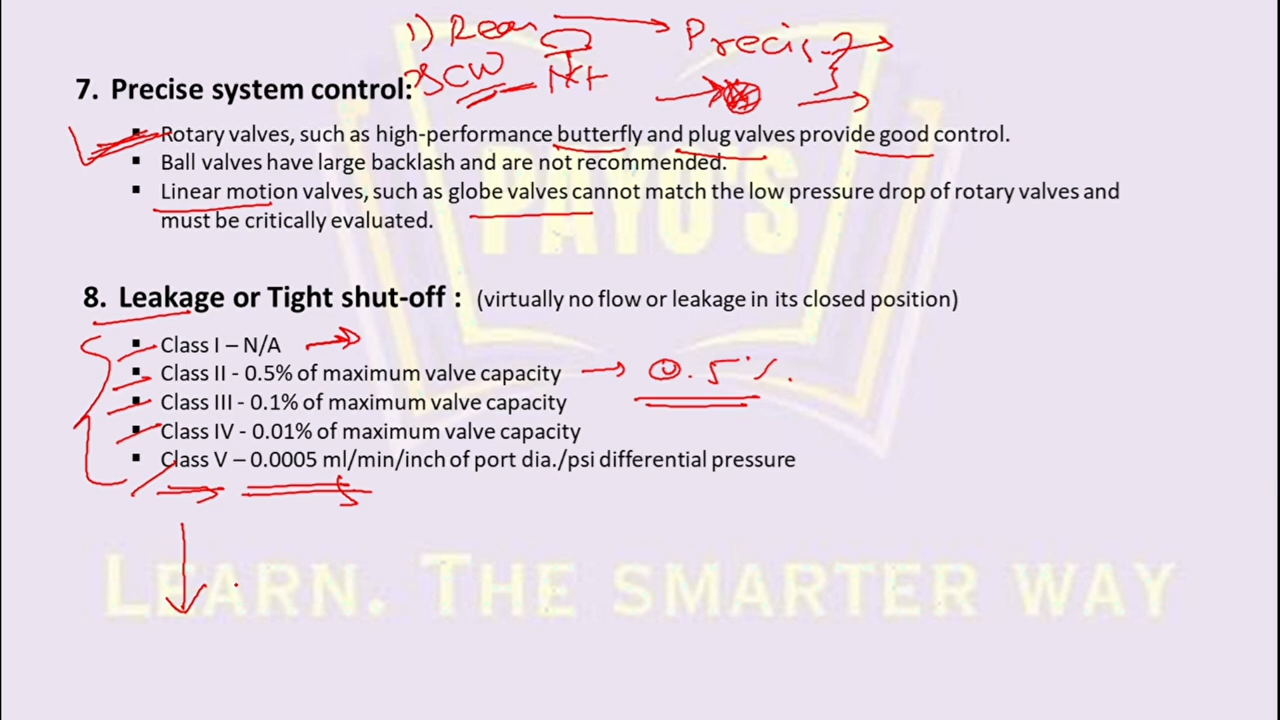 1) Reas Precis
CW
7. Precise system control:
▪ Rotary valves, such as high-performance butterfly and plug valves provide good control.
▪ Ball valves have large backlash and are not recommended.
▪ Linear motion valves, such as globe valves cannot match the low pressure drop of rotary valves and
must be critically evaluated.
PAYO'S
8. Leakage or Tight shut-off : (virtually no flow or leakage in its closed position)
▪ Class I – N/A
▪ Class II - 0.5% of maximum valve capacity 0.5%.
▪ Class III - 0.1% of maximum valve capacity
▪ Class IV - 0.01% of maximum valve capacity
▪ Class V – 0.0005 ml/min/inch of port dia./psi differential pressure
LEARN. THE SMARTER WAY